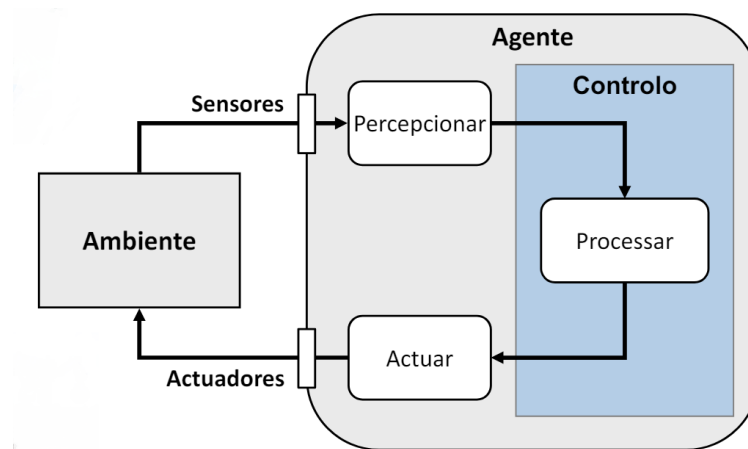 Agente
Controlo
Sensores
Percepcionar
Ambiente
Processar
Actuar
Actuadores